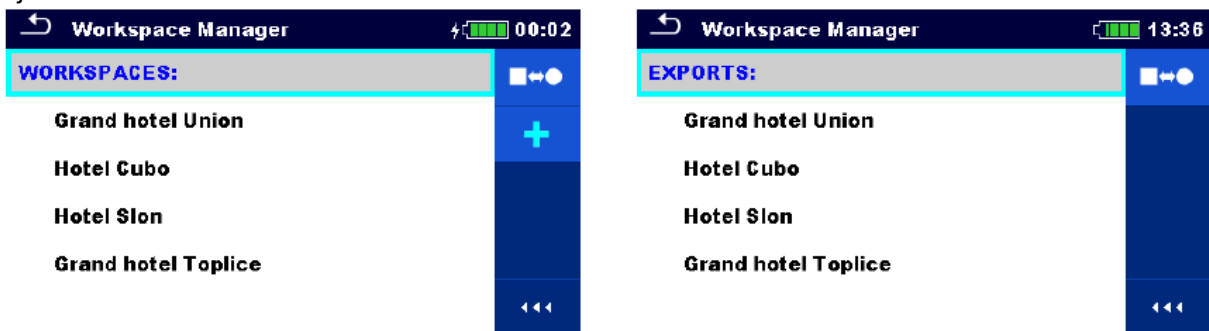 Workspace Manager 00:02
WORKSPACES:
Grand hotel Union
Hotel Cubo
Hotel Slon
Grand hotel Toplice
Workspace Manager 13:36
EXPORTS:
Grand hotel Union
Hotel Cubo
Hotel Slon
Grand hotel Toplice